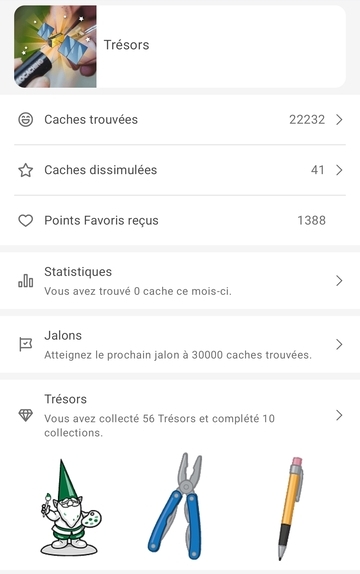 Trésors
Caches trouvées 22232
Caches dissimulées 41
Points Favoris reçus 1388
Statistiques
Vous avez trouvé 0 cache ce mois-ci.
Jalons
Atteignez le prochain jalon à 30000 caches trouvées.
Trésors
Vous avez collecté 56 Trésors et complété 10
collections.